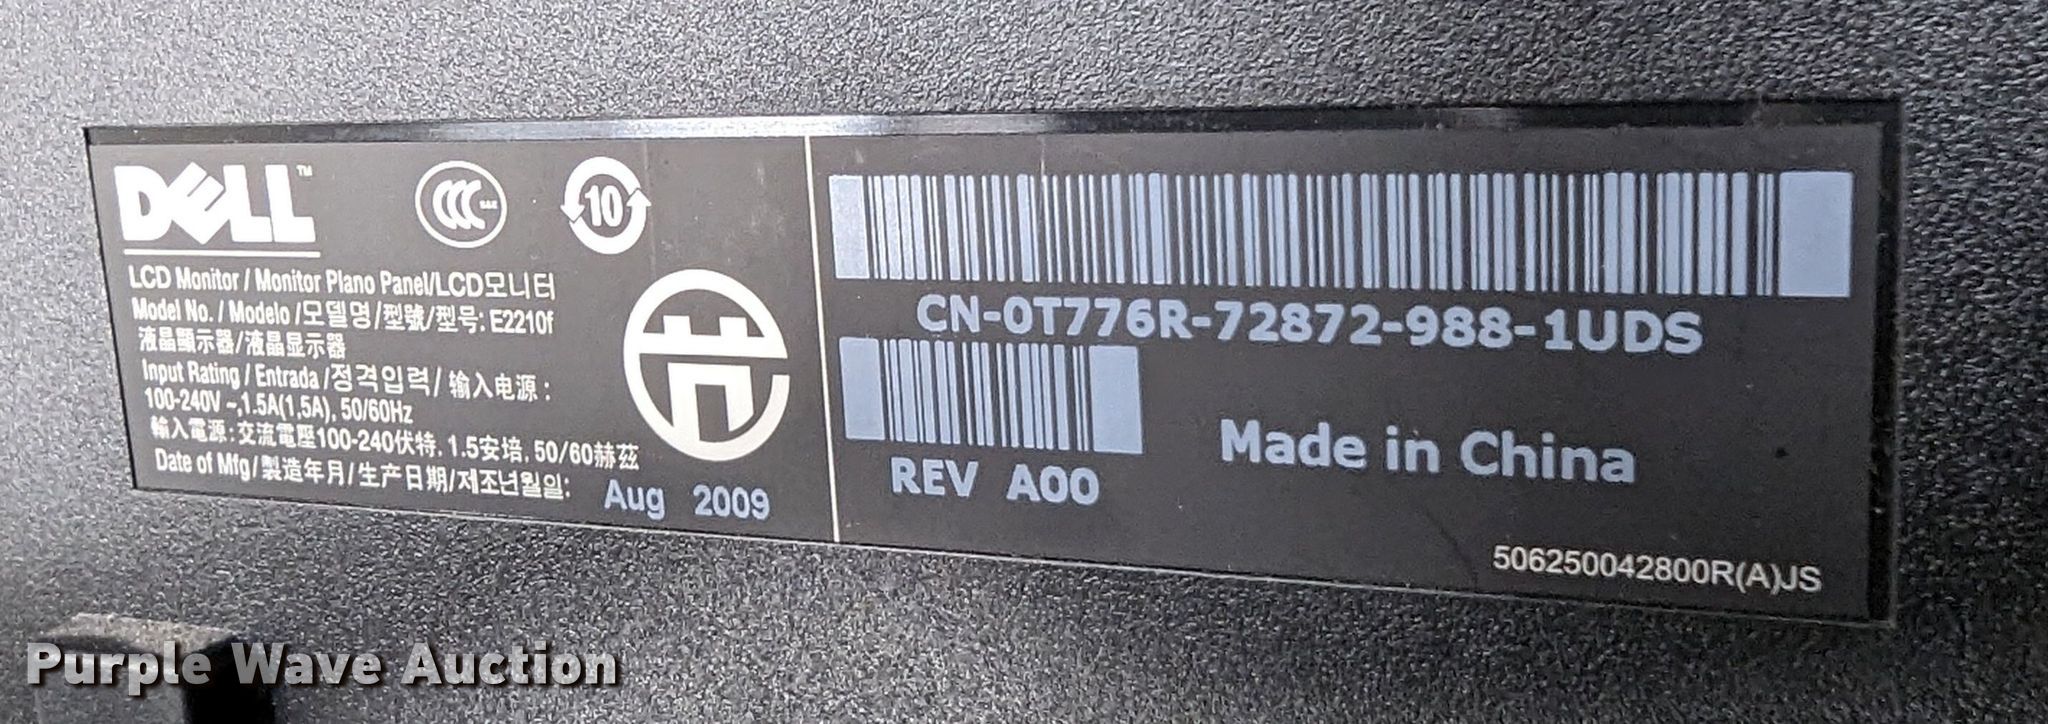 DELL™
10
LCD Monitor / Monitor Plano Panel/LCD모니터
Model No. / Modelo /모델명/型號/型号: E2210f
液晶顯示器/液晶显示器
Input Rating / Entrada /정격입력/ 输入电源 :
100-240V ~,1.5A(1,5A), 50/60Hz
輸入電源:交流電壓100-240伏特, 1.5安培, 50/60赫茲
Date of Mfg/製造年月/生产日期/제조년월일: Aug 2009
CN-0T776R-72872-988-1UDS
REV A00
Made in China
506250042800R(A)JS
Purple Wave Auction